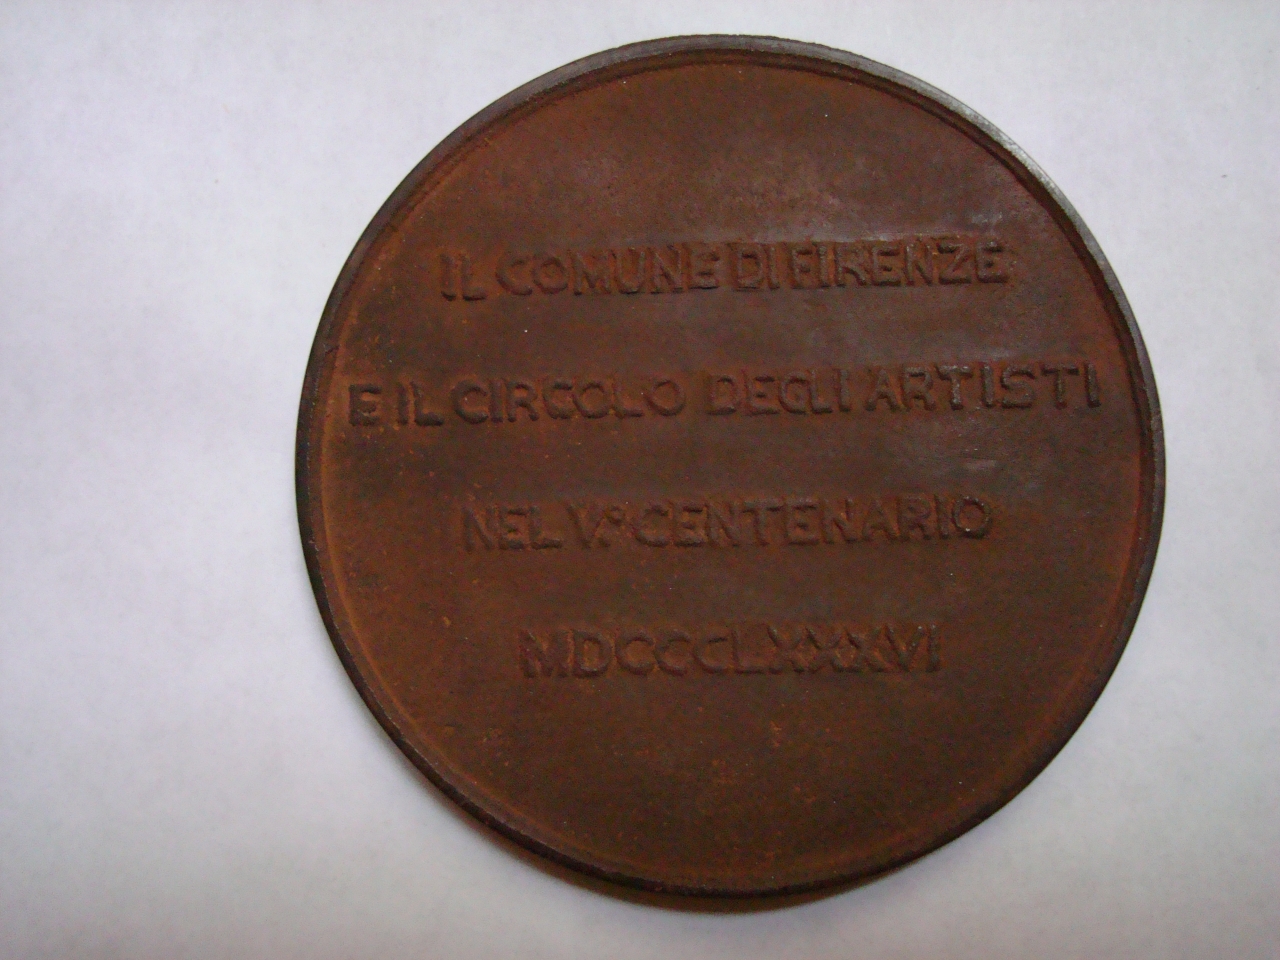 IL COMUNE DI FIRENZE
E IL CIRCOLO DEGLI ARTISTI
NEL V.º CENTENARIO
MDCCCLXXXVI